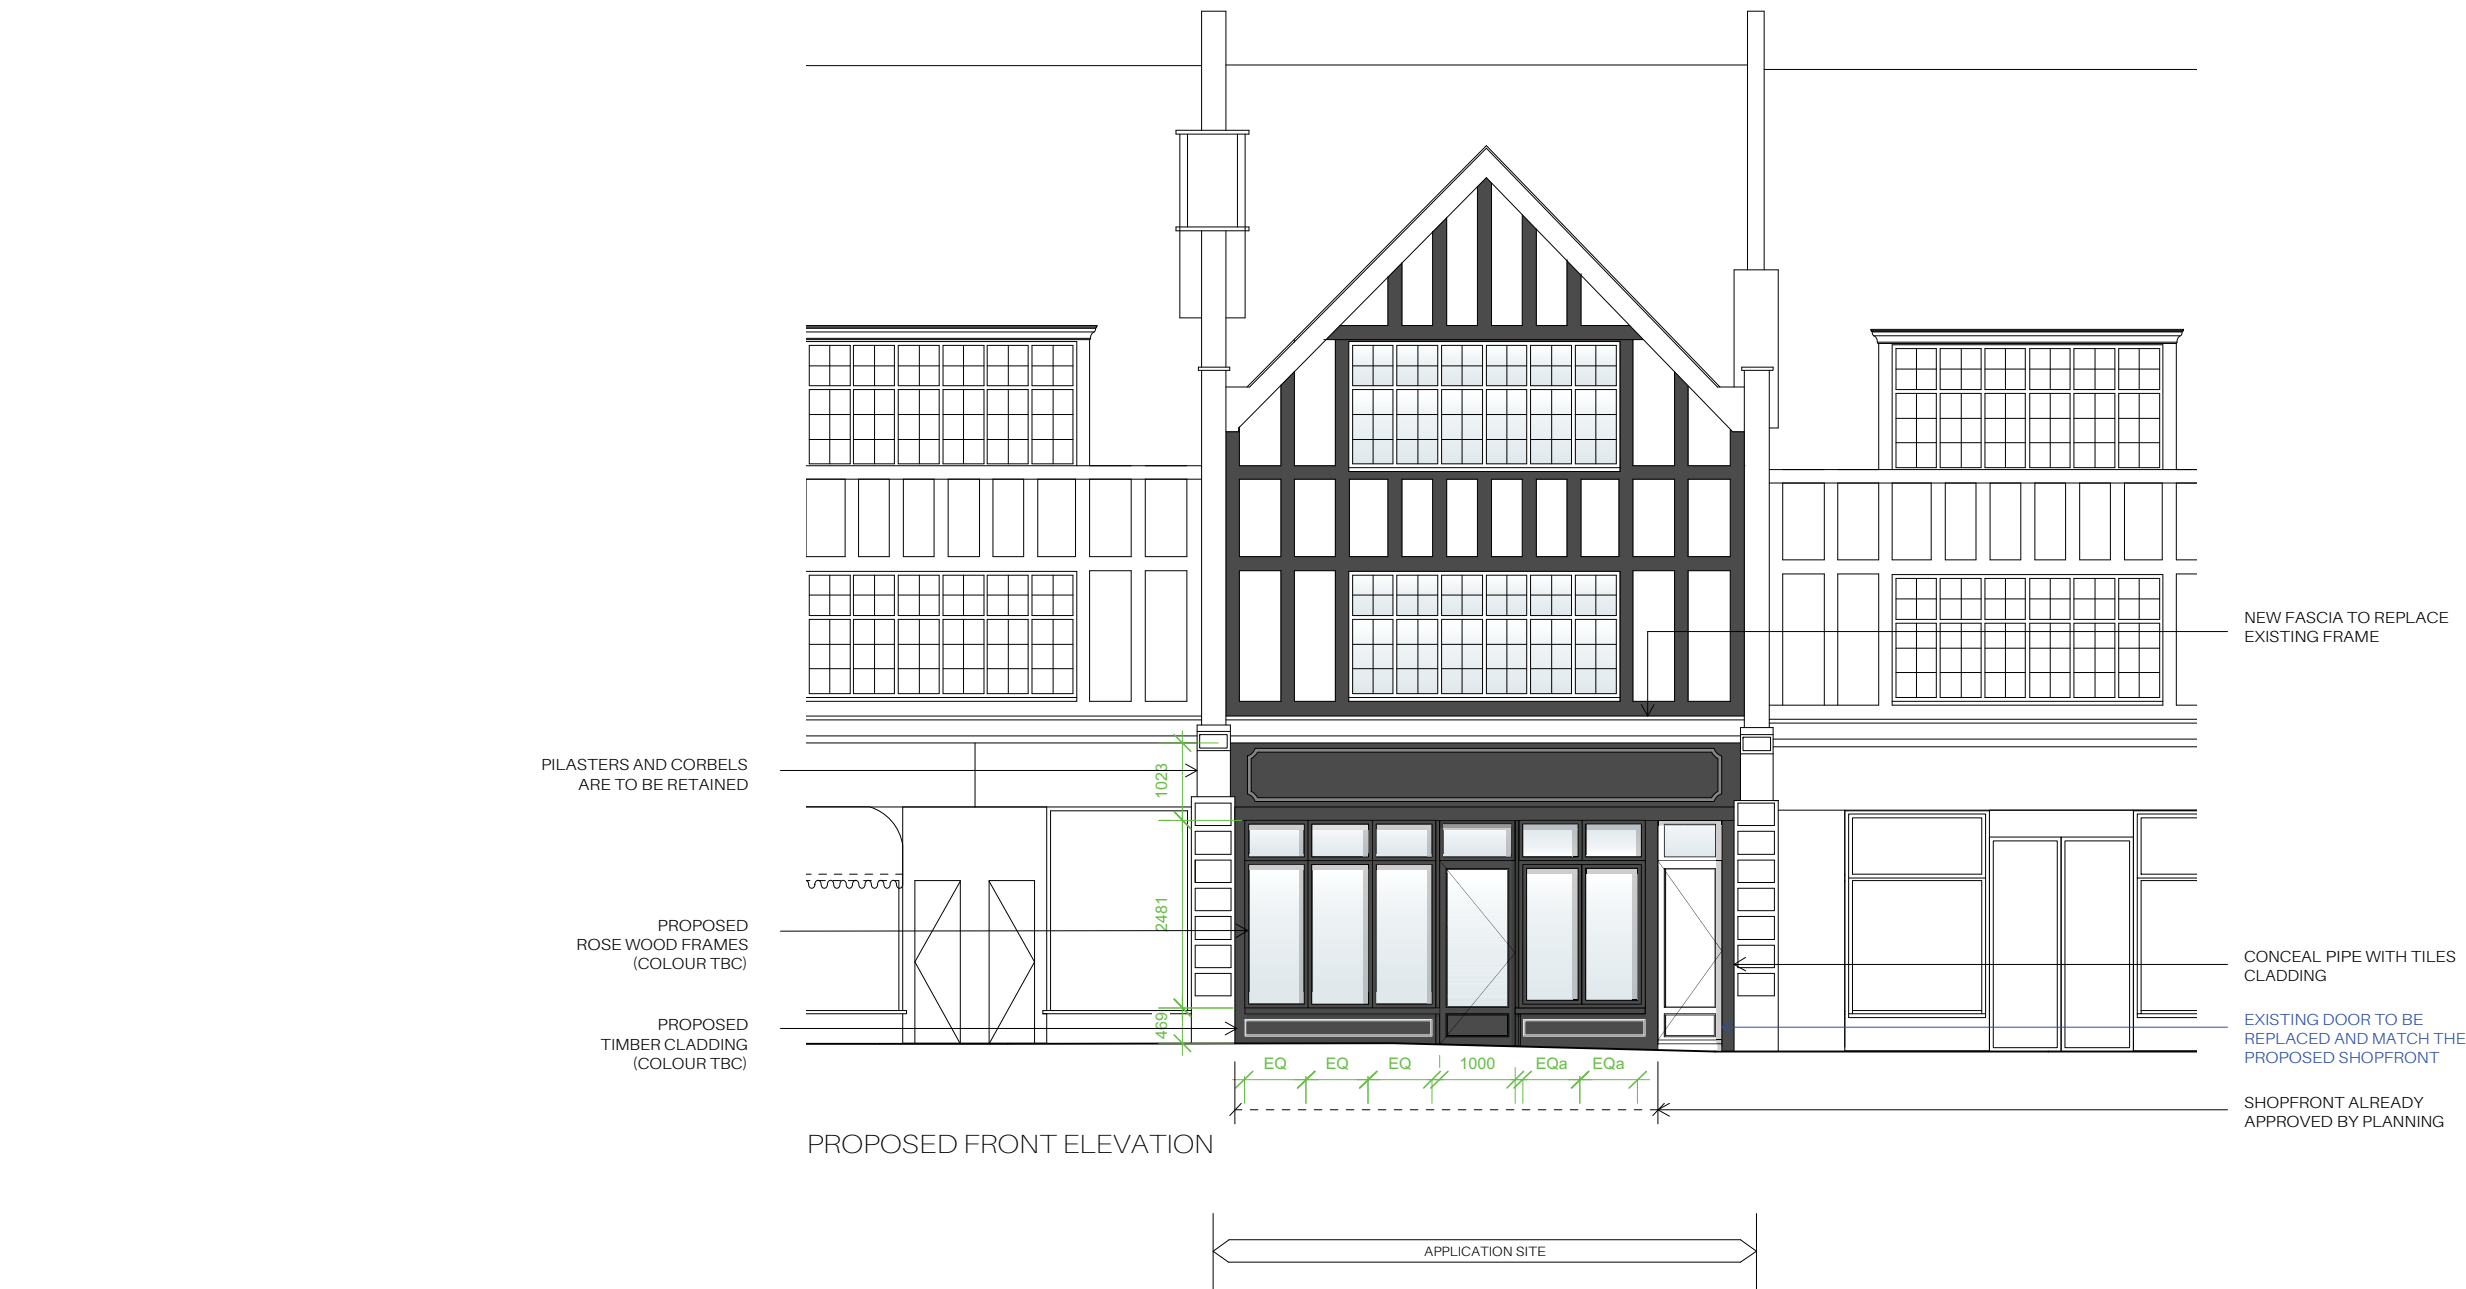 NEW FASCIA TO REPLACE
EXISTING FRAME
PILASTERS AND CORBELS
ARE TO BE RETAINED
1023
PROPOSED
ROSE WOOD FRAMES
(COLOUR TBC)
2481
CONCEAL PIPE WITH TILES
CLADDING
PROPOSED
TIMBER CLADDING
(COLOUR TBC)
469
EXISTING DOOR TO BE
REPLACED AND MATCH THE
PROPOSED SHOPFRONT
EQ EQ EQ 1000 EQa EQa
SHOPFRONT ALREADY
APPROVED BY PLANNING
PROPOSED FRONT ELEVATION
APPLICATION SITE